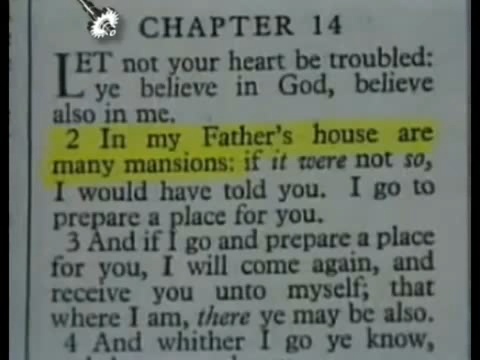 CHAPTER 14
LET not your heart be troubled:
ye believe in God, believe
also in me.
2 In my Father's house are
many mansions: if it were not so,
I would have told you. I go to
prepare a place for you.
3 And if I go and prepare a place
for you, I will come again, and
receive you unto myself; that
where I am, there ye may be also.
4 And whither I go ye know,